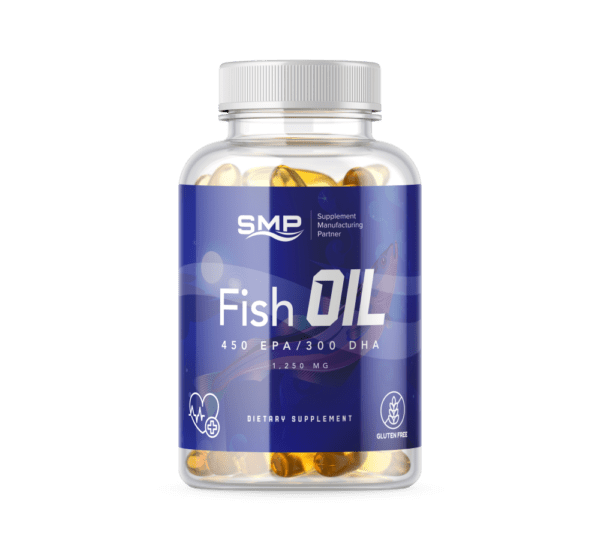 SMP
Supplement
Manufacturing
Partner
Fish OIL
450 EPA/300 DHA
1,250 MG
DIETARY SUPPLEMENT
GLUTEN FREE